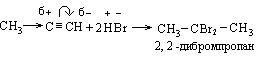 б+ б− + −
CH₃→C≡CH + 2HBr ⟶ CH₃−CBr₂−CH₃
2, 2 -дибромпропан